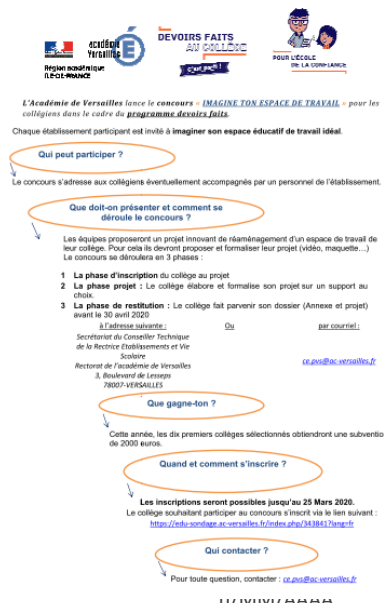 académie
Versailles
Région académique
ÎLE-DE-FRANCE
DEVOIRS FAITS
AU COLLÈGE
c'est parti !
POUR L'ÉCOLE
DE LA CONFIANCE
L'Académie de Versailles lance le concours « IMAGINE TON ESPACE DE TRAVAIL » pour les
collégiens dans le cadre du programme devoirs faits.
Chaque établissement participant est invité à imaginer son espace éducatif de travail idéal.
Qui peut participer ?
Le concours s'adresse aux collégiens éventuellement accompagnés par un personnel de l'établissement.
Que doit-on présenter et comment se
déroule le concours ?
Les équipes proposeront un projet innovant de réaménagement d'un espace de travail de
leur collège. Pour cela ils devront proposer et formaliser leur projet (vidéo, maquette…)
Le concours se déroulera en 3 phases :
1 La phase d'inscription du collège au projet
2 La phase projet : Le collège élabore et formalise son projet sur un support au
choix.
3 La phase de restitution : Le collège fait parvenir son dossier (Annexe et projet)
avant le 30 avril 2020
à l'adresse suivante : Ou par courriel :
Secrétariat du Conseiller Technique
de la Rectrice Etablissements et Vie
Scolaire
Rectorat de l'académie de Versailles
3, Boulevard de Lesseps
78007-VERSAILLES
ce.pvs@ac-versailles.fr
Que gagne-ton ?
Cette année, les dix premiers collèges sélectionnés obtiendront une subventio
de 2000 euros.
Quand et comment s'inscrire ?
Les inscriptions seront possibles jusqu'au 25 Mars 2020.
Le collège souhaitant participer au concours s'inscrit via le lien suivant :
https://edu-sondage.ac-versailles.fr/index.php/343841?lang=fr
Qui contacter ?
Pour toute question, contacter : ce.pvs@ac-versailles.fr